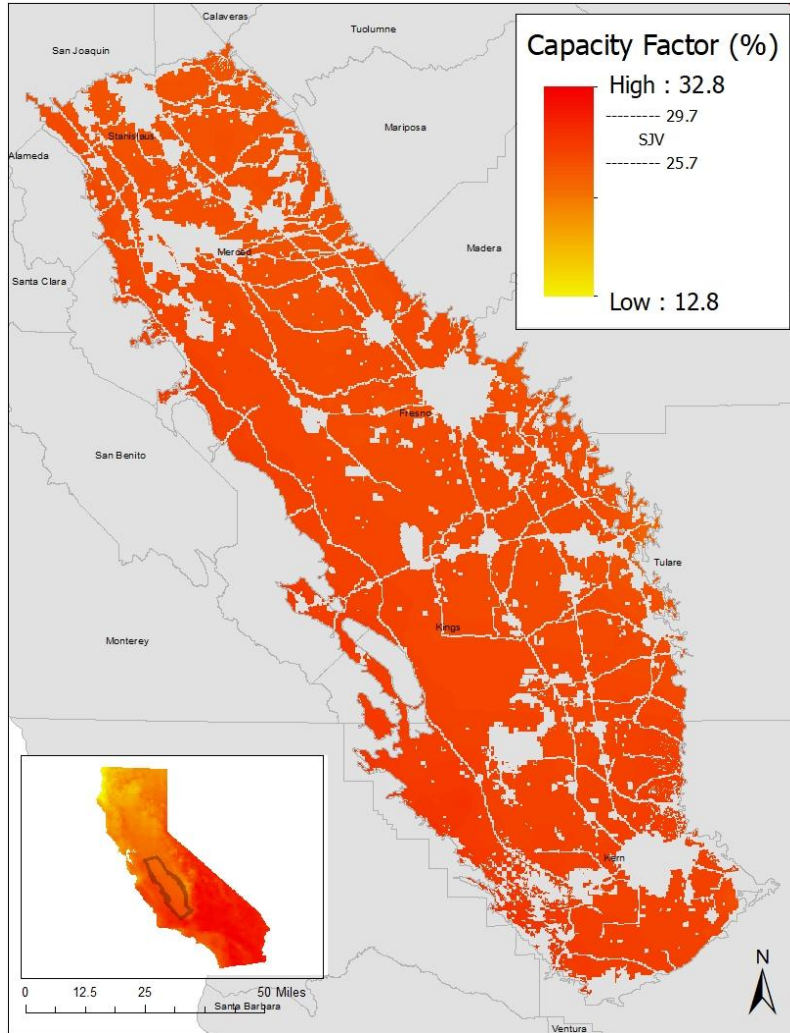 Calaveras
Tuolumne
San Joaquin
Capacity Factor (%)
High : 32.8
-------- 29.7
SJV
-------- 25.7
Low : 12.8
Mariposa
Stanislaus
Alameda
Madera
Merced
Santa Clara
Fresno
San Benito
Tulare
Kings
Monterey
Kern
N
0 12.5 25 50 Miles
Santa Barbara
Ventura